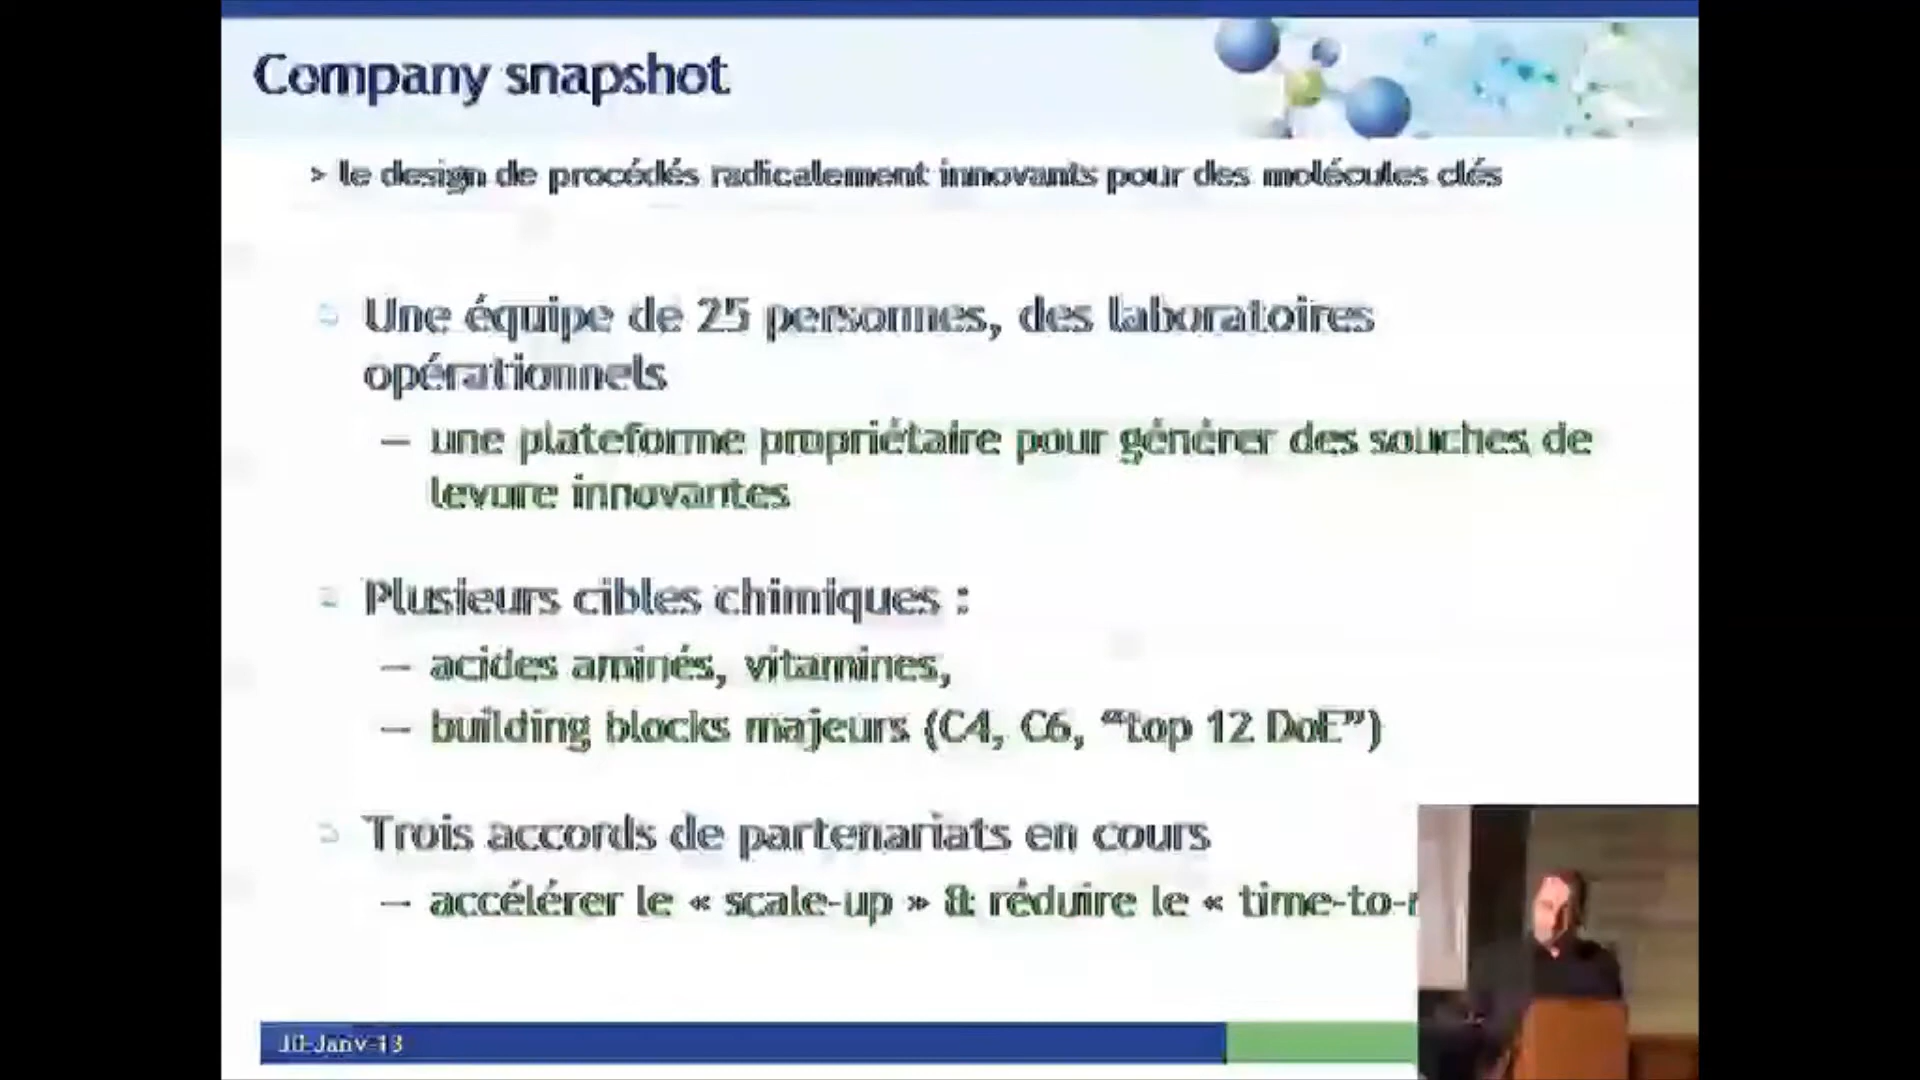 Company snapshot
> le design de procédés radicalement innovants pour des molécules clés
Une équipe de 25 personnes, des laboratoires
opérationnels
— une plateforme propriétaire pour générer des souches de
levure innovantes
Plusieurs cibles chimiques :
— acides aminés, vitamines,
— building blocks majeurs (C4, C6, “top 12 DoE”)
Trois accords de partenariats en cours
— accélérer le « scale-up » & réduire le « time-to-
Janv-13